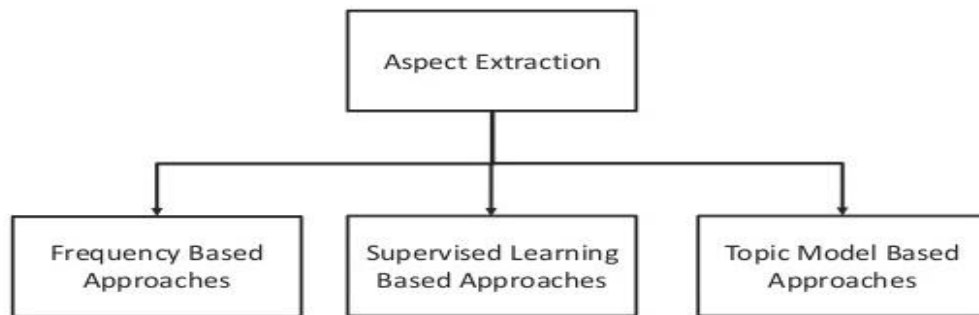 Aspect Extraction
Frequency Based
Approaches
Supervised Learning
Based Approaches
Topic Model Based
Approaches